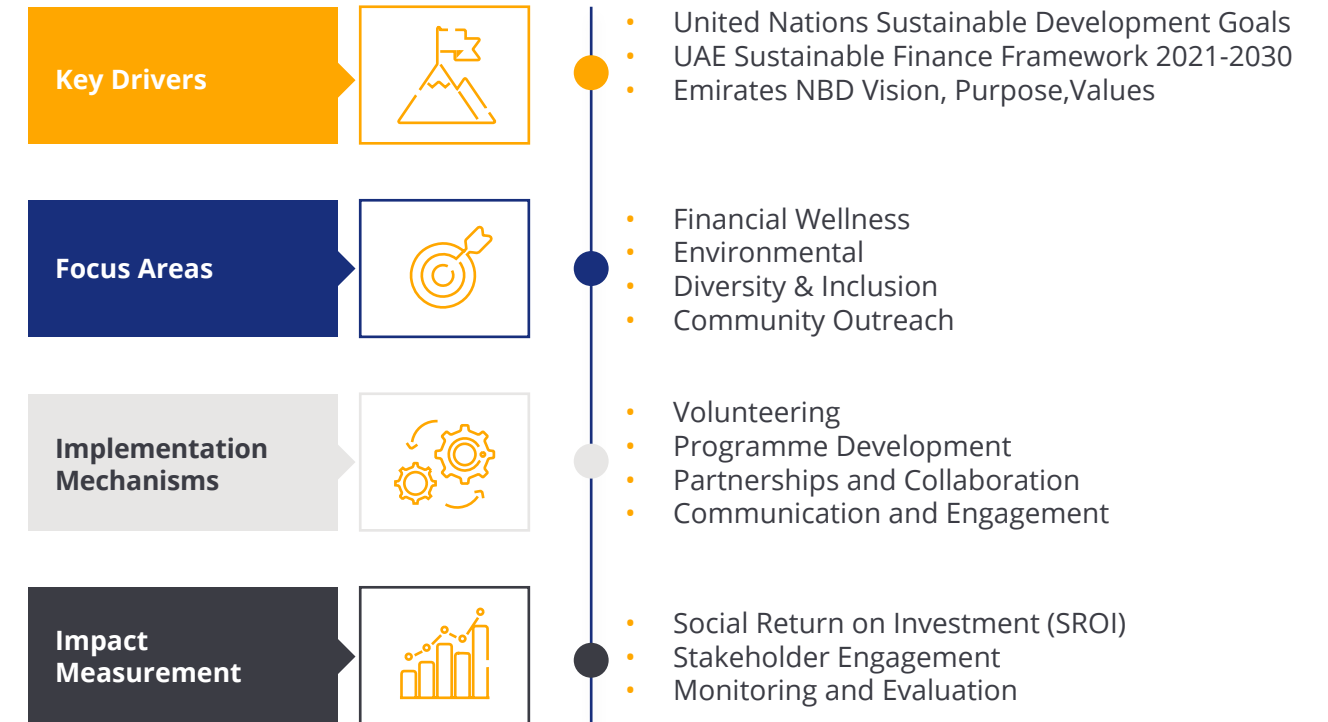 Key Drivers
• United Nations Sustainable Development Goals
• UAE Sustainable Finance Framework 2021-2030
• Emirates NBD Vision, Purpose,Values
Focus Areas
• Financial Wellness
• Environmental
• Diversity & Inclusion
• Community Outreach
Implementation
Mechanisms
• Volunteering
• Programme Development
• Partnerships and Collaboration
• Communication and Engagement
Impact
Measurement
• Social Return on Investment (SROI)
• Stakeholder Engagement
• Monitoring and Evaluation